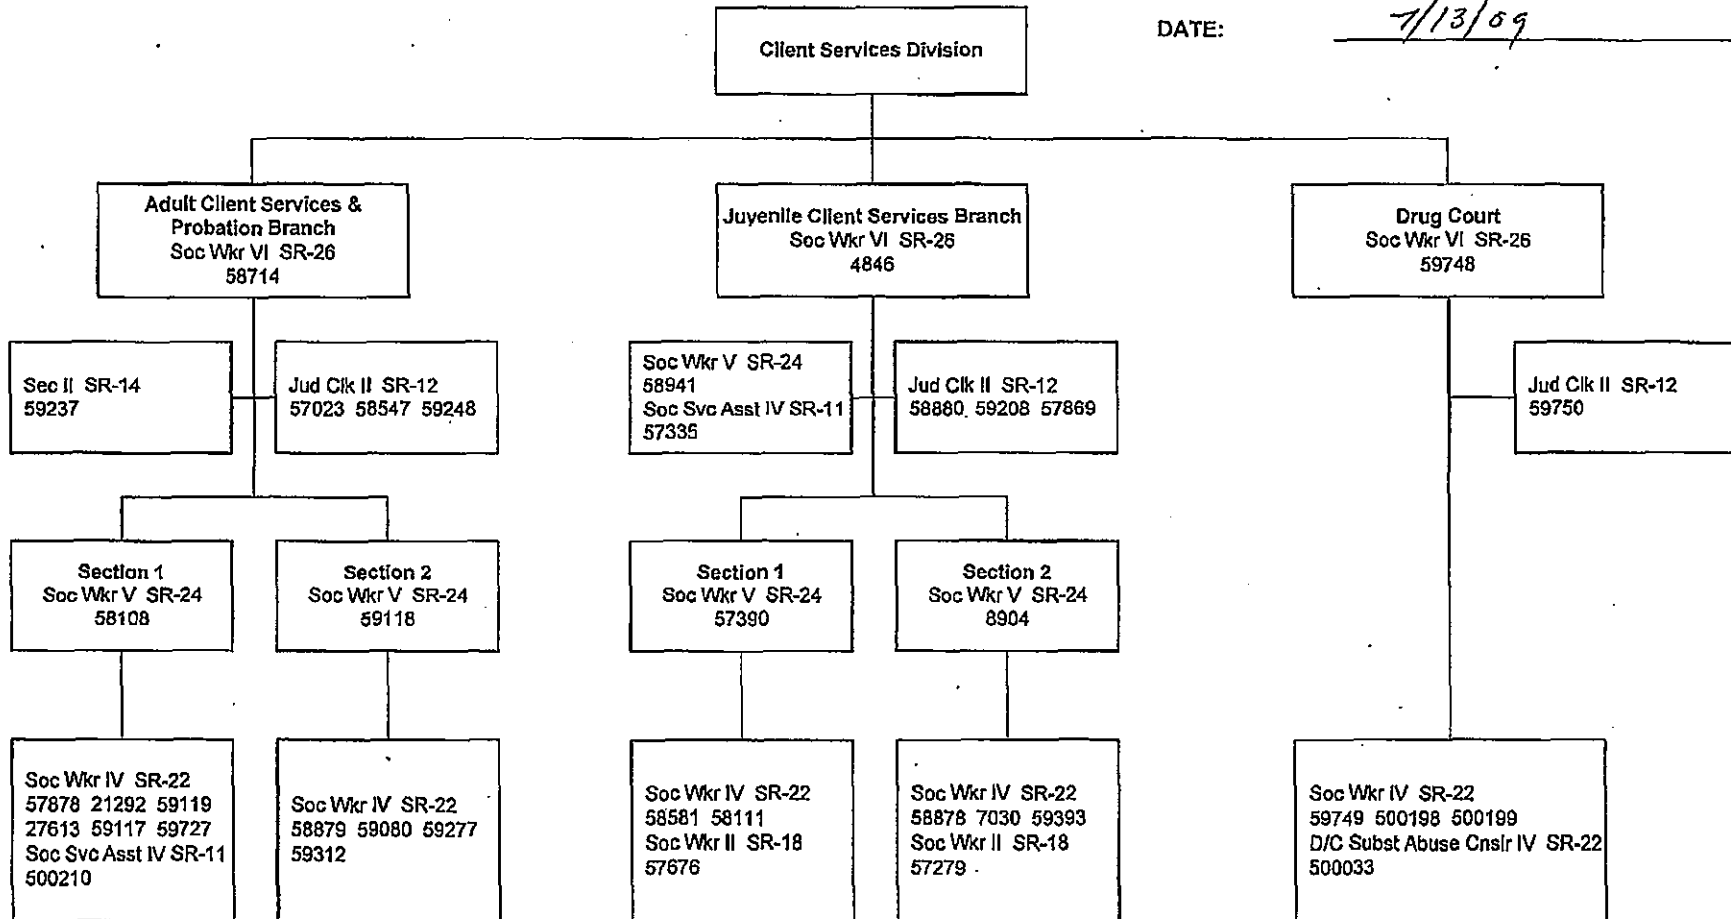 DATE: 7/13/09
Client Services Division
Adult Client Services &
Probation Branch
Soc Wkr VI SR-26
58714
Juvenile Client Services Branch
Soc Wkr VI SR-26
4846
Drug Court
Soc Wkr VI SR-26
59748
Sec II SR-14
59237
Jud Clk II SR-12
57023 58547 59248
Soc Wkr V SR-24
58941
Soc Svc Asst IV SR-11
57335
Jud Clk II SR-12
58880 59208 57869
Jud Clk II SR-12
59750
Section 1
Soc Wkr V SR-24
58108
Section 2
Soc Wkr V SR-24
59118
Section 1
Soc Wkr V SR-24
57390
Section 2
Soc Wkr V SR-24
8904
Soc Wkr IV SR-22
57878 21292 59119
27613 59117 59727
Soc Svc Asst IV SR-11
500210
Soc Wkr IV SR-22
58879 59080 59277
59312
Soc Wkr IV SR-22
58581 58111
Soc Wkr II SR-18
57676
Soc Wkr IV SR-22
58878 7030 59393
Soc Wkr II SR-18
57279
Soc Wkr IV SR-22
59749 500198 500199
D/C Subst Abuse Cnslr IV SR-22
500033